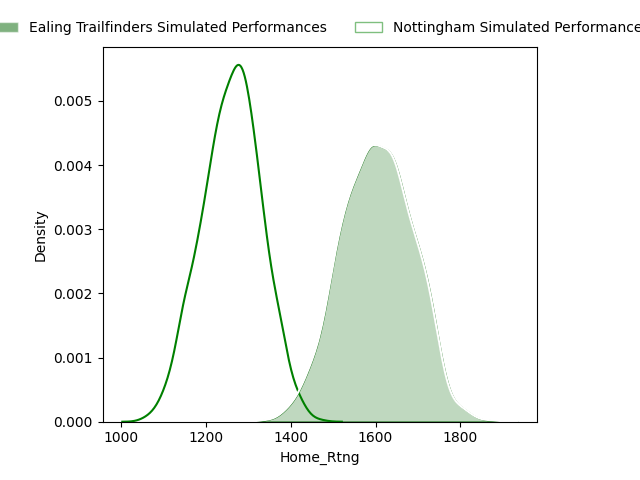 Ealing Trailfinders Simulated Performances
Nottingham Simulated Performance
0.005
0.004
0.003
0.002
0.001
0.000
Density
1000 1200 1400 1600 1800
Home_Rtng